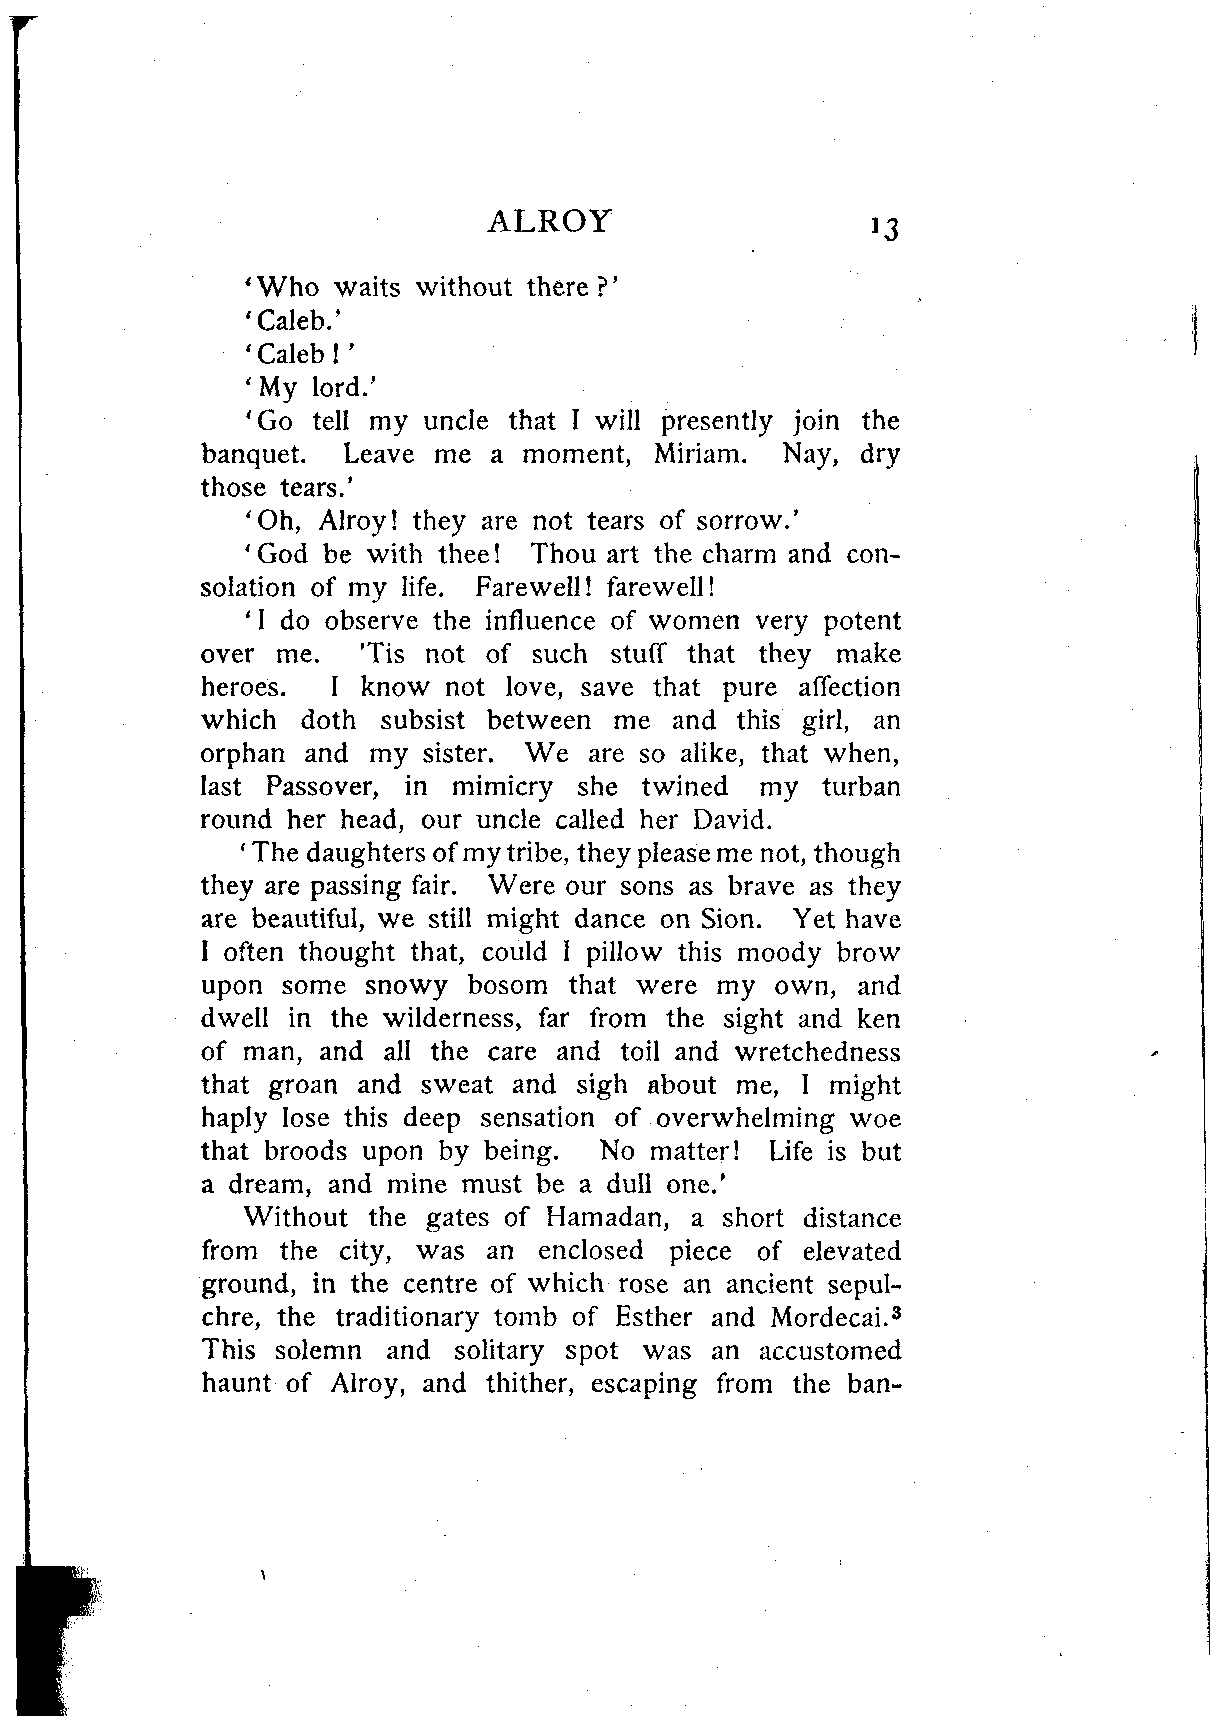 ALROY 13
‘Who waits without there?’
‘Caleb.’
‘Caleb!’
‘My lord.’
‘Go tell my uncle that I will presently join the
banquet. Leave me a moment, Miriam. Nay, dry
those tears.’
‘Oh, Alroy! they are not tears of sorrow.’
‘God be with thee! Thou art the charm and con-
solation of my life. Farewell! farewell!
‘I do observe the influence of women very potent
over me. ’Tis not of such stuff that they make
heroes. I know not love, save that pure affection
which doth subsist between me and this girl, an
orphan and my sister. We are so alike, that when,
last Passover, in mimicry she twined my turban
round her head, our uncle called her David.
‘The daughters of my tribe, they please me not, though
they are passing fair. Were our sons as brave as they
are beautiful, we still might dance on Sion. Yet have
I often thought that, could I pillow this moody brow
upon some snowy bosom that were my own, and
dwell in the wilderness, far from the sight and ken
of man, and all the care and toil and wretchedness
that groan and sweat and sigh about me, I might
haply lose this deep sensation of overwhelming woe
that broods upon by being. No matter! Life is but
a dream, and mine must be a dull one.’
Without the gates of Hamadan, a short distance
from the city, was an enclosed piece of elevated
ground, in the centre of which rose an ancient sepul-
chre, the traditionary tomb of Esther and Mordecai.³
This solemn and solitary spot was an accustomed
haunt of Alroy, and thither, escaping from the ban-